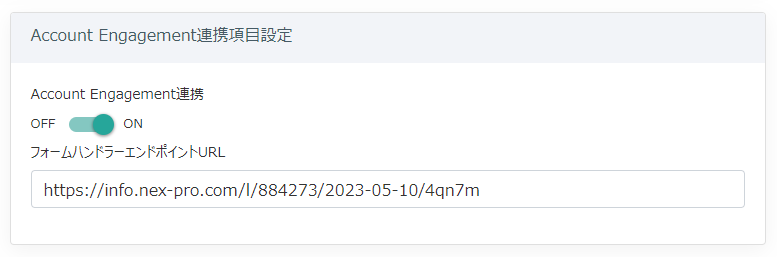 Account Engagement連携項目設定
Account Engagement連携
OFF ON
フォームハンドラーエンドポイントURL
https://info.nex-pro.com/l/884273/2023-05-10/4qn7m